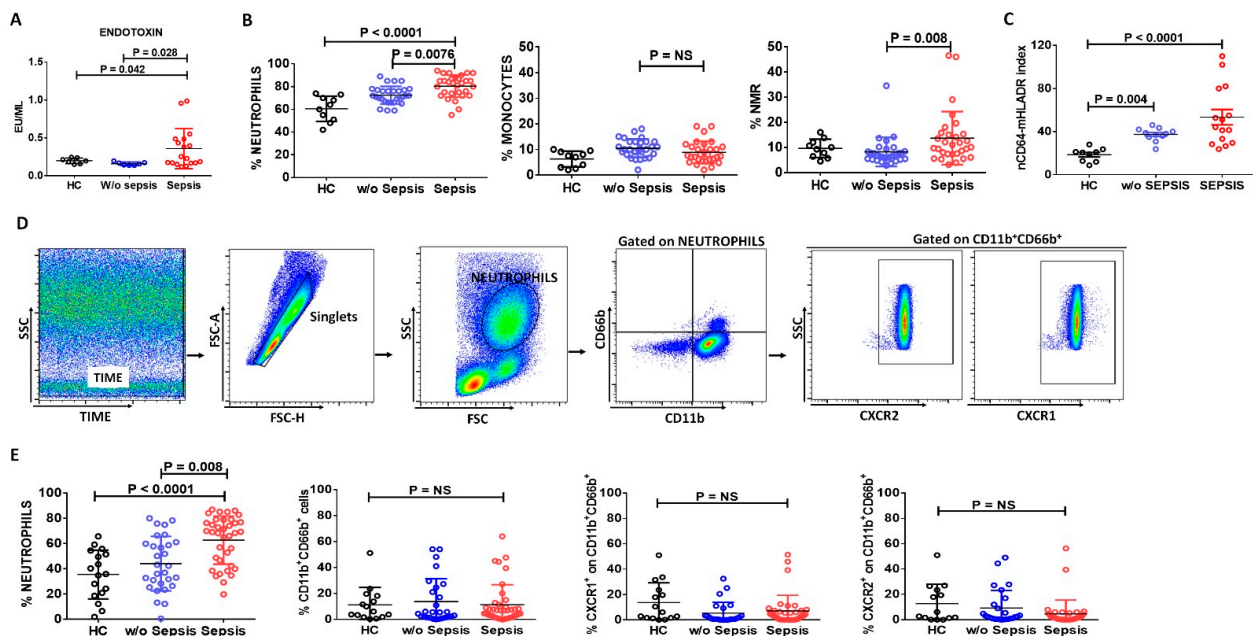 A
ENDOTOXIN
P = 0.028
P = 0.042
EU/ML
1.5
1.0
0.5
0.0
HC
w/o Sepsis
Sepsis
B
P < 0.0001
P = 0.0076
% NEUTROPHILS
100
80
60
40
20
0
HC
w/o Sepsis
Sepsis
P = NS
% MONOCYTES
50
40
30
20
10
0
HC
w/o Sepsis
Sepsis
P = 0.008
% NMR
50
40
30
20
10
0
HC
w/o Sepsis
Sepsis
C
P < 0.0001
P = 0.004
nCD64-mHLADR index
120
80
40
0
HC
w/o SEPSIS
SEPSIS
D
SSC
TIME
TIME
FSC-A
Singlets
FSC-H
SSC
NEUTROPHILS
FSC
Gated on NEUTROPHILS
CD66b
CD11b
Gated on CD11b⁺CD66b⁺
SSC
CXCR2
CXCR1
E
P = 0.008
P < 0.0001
% NEUTROPHILS
100
80
60
40
20
0
HC
w/o Sepsis
Sepsis
P = NS
% CD11b⁺CD66b⁺ cells
100
80
60
40
20
0
HC
w/o Sepsis
Sepsis
P = NS
% CXCR1⁺ on CD11b⁺CD66b⁺
100
80
60
40
20
0
HC
w/o Sepsis
Sepsis
P = NS
% CXCR2⁺ on CD11b⁺CD66b⁺
100
80
60
40
20
0
HC
w/o Sepsis
Sepsis